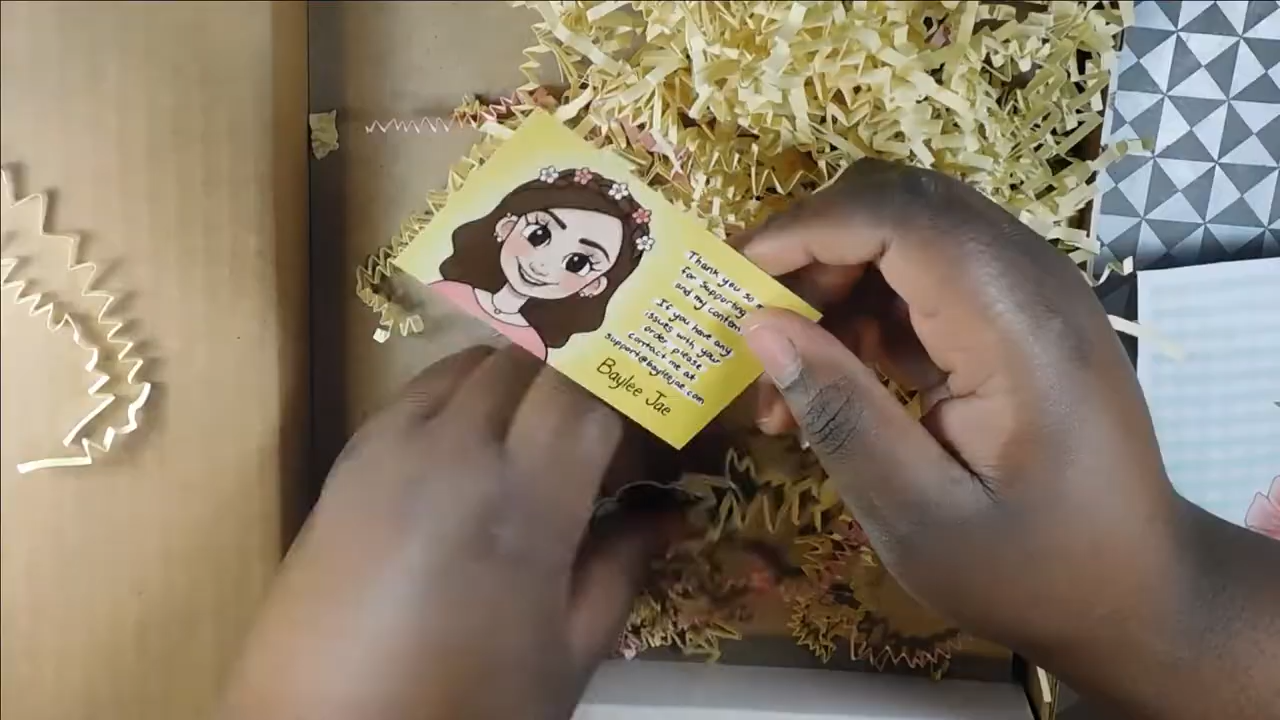 Thank you so
for supporting
and my conten
If you have any
issues with your
order, please
contact me at
support@bayleejae.com
Baylee Jae